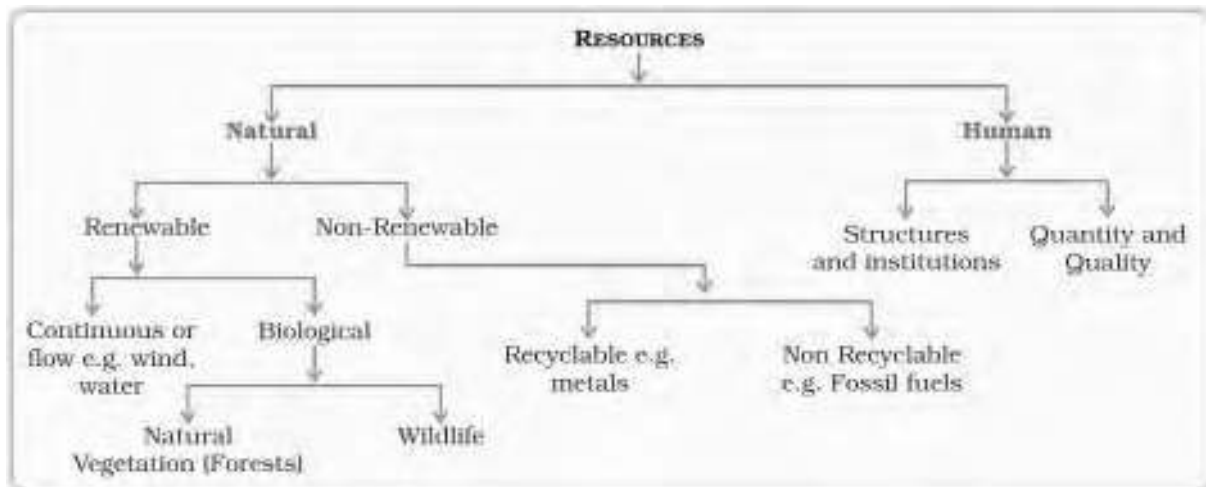 RESOURCES
Natural
Human
Renewable
Non-Renewable
Structures
and institutions
Quantity and
Quality
Continuous or
flow e.g. wind,
water
Biological
Recyclable e.g.
metals
Non Recyclable
e.g. Fossil fuels
Natural
Vegetation (Forests)
Wildlife